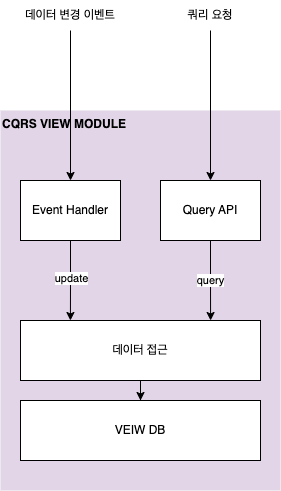 데이터 변경 이벤트
쿼리 요청
CQRS VIEW MODULE
Event Handler
Query API
update
query
데이터 접근
VEIW DB